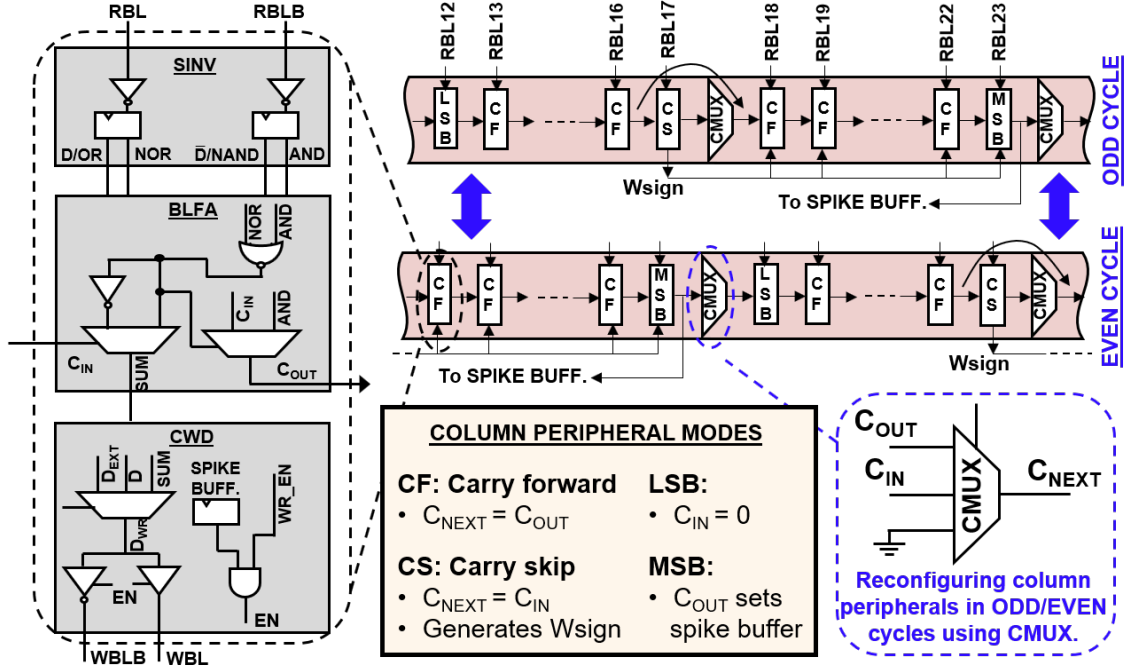 RBL
RBLB
SINV
D/OR
NOR
D̅/NAND
AND
BLFA
NOR
AND
C_IN
AND
C_IN
SUM
C_OUT
CWD
D_EXT
D
SUM
SPIKE
BUFF.
WR_EN
D_WR
EN
EN
WBLB
WBL
RBL12
RBL13
RBL16
RBL17
RBL18
RBL19
RBL22
RBL23
LSB
CF
CF
CS
CMUX
CF
CF
CF
MSB
CMUX
ODD CYCLE
Wsign
To SPIKE BUFF.
CF
CF
CF
MSB
CMUX
LSB
CF
CF
CS
CMUX
EVEN CYCLE
To SPIKE BUFF.
Wsign
COLUMN PERIPHERAL MODES
CF: Carry forward
• C_NEXT = C_OUT
CS: Carry skip
• C_NEXT = C_IN
• Generates Wsign
LSB:
• C_IN = 0
MSB:
• C_OUT sets
spike buffer
C_OUT
C_IN
CMUX
C_NEXT
Reconfiguring column
peripherals in ODD/EVEN
cycles using CMUX.